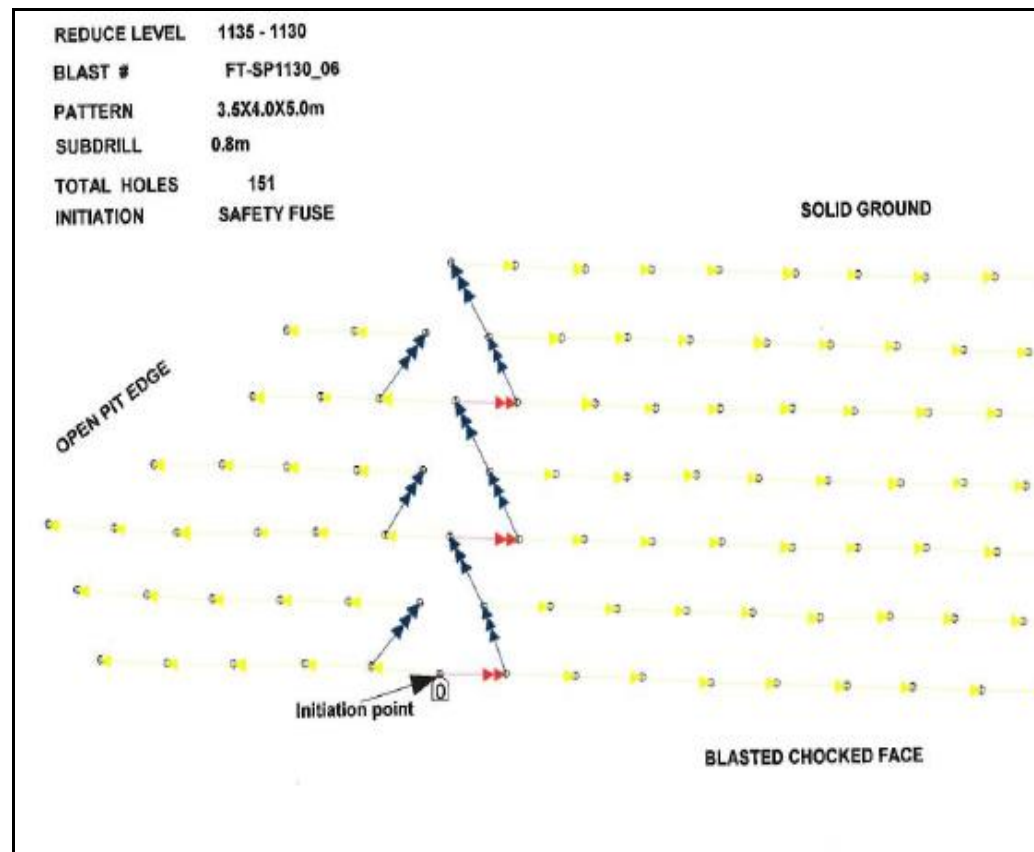 REDUCE LEVEL 1135 - 1130
BLAST # FT-SP1130_06
PATTERN 3.5X4.0X5.0m
SUBDRILL 0.8m
TOTAL HOLES 151
INITIATION SAFETY FUSE
SOLID GROUND
OPEN PIT EDGE
Initiation point
0
BLASTED CHOCKED FACE